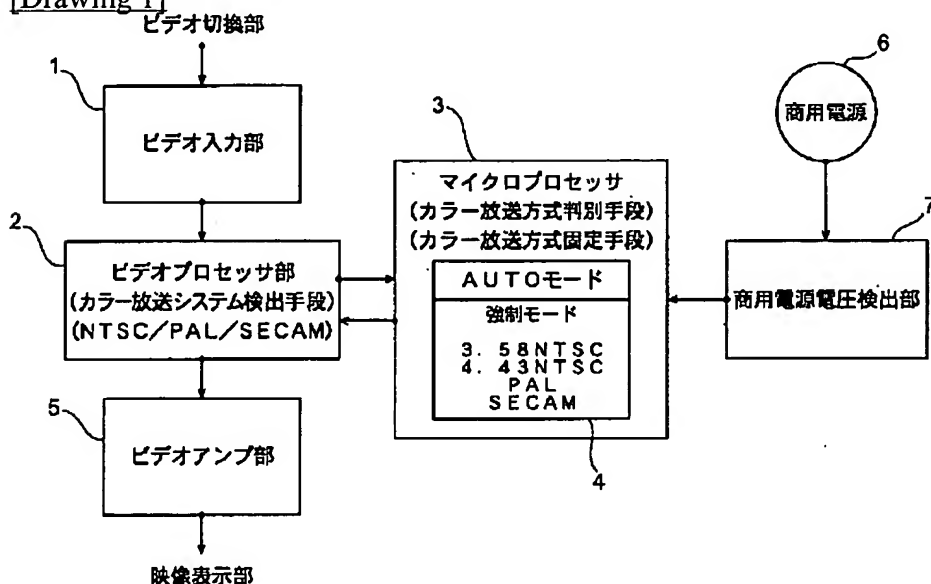 [Drawing 1]
ビデオ切換部
1
ビデオ入力部
2
ビデオプロセッサ部
(カラー放送システム検出手段)
(NTSC/PAL/SECAM)
5
ビデオアンプ部
映像表示部
3
マイクロプロセッサ
(カラー放送方式判別手段)
(カラー放送方式固定手段)
AUTOモード
強制モード
3.58NTSC
4.43NTSC
PAL
SECAM
4
6
商用電源
7
商用電源電圧検出部